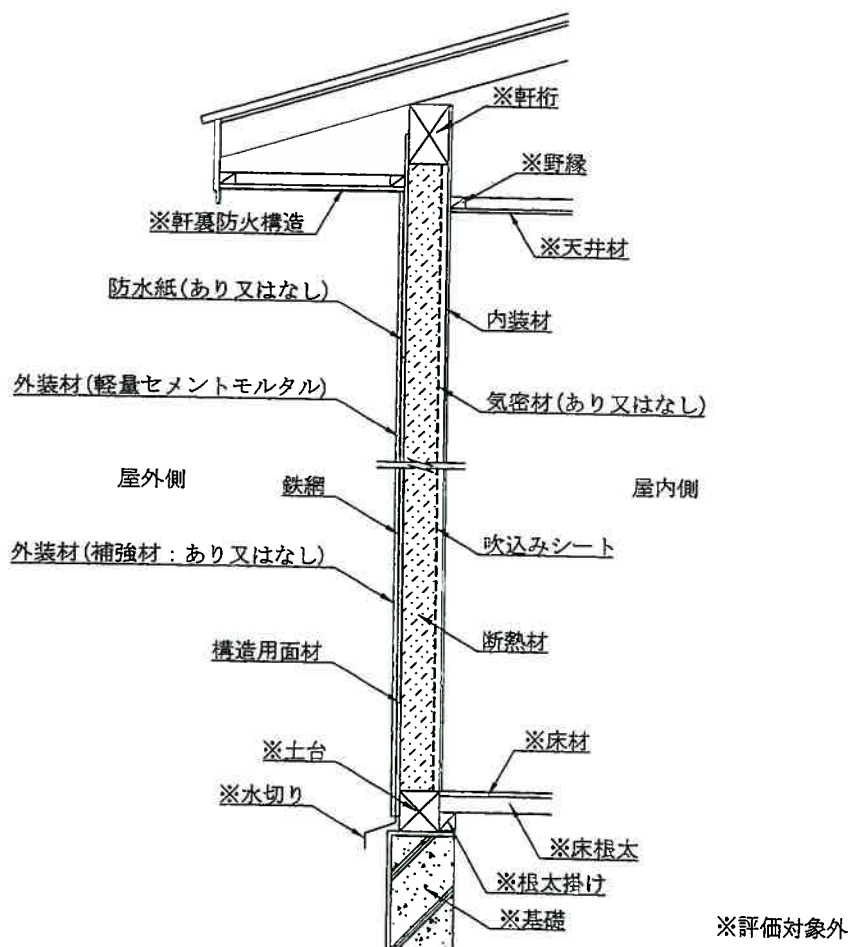 ※軒桁
※野縁
※軒裏防火構造
※天井材
防水紙(あり又はなし)
内装材
外装材(軽量セメントモルタル)
気密材(あり又はなし)
屋外側
鉄網
屋内側
外装材(補強材：あり又はなし)
吹込みシート
構造用面材
断熱材
※土台
※床材
※水切り
※床根太
※根太掛け
※基礎
※評価対象外